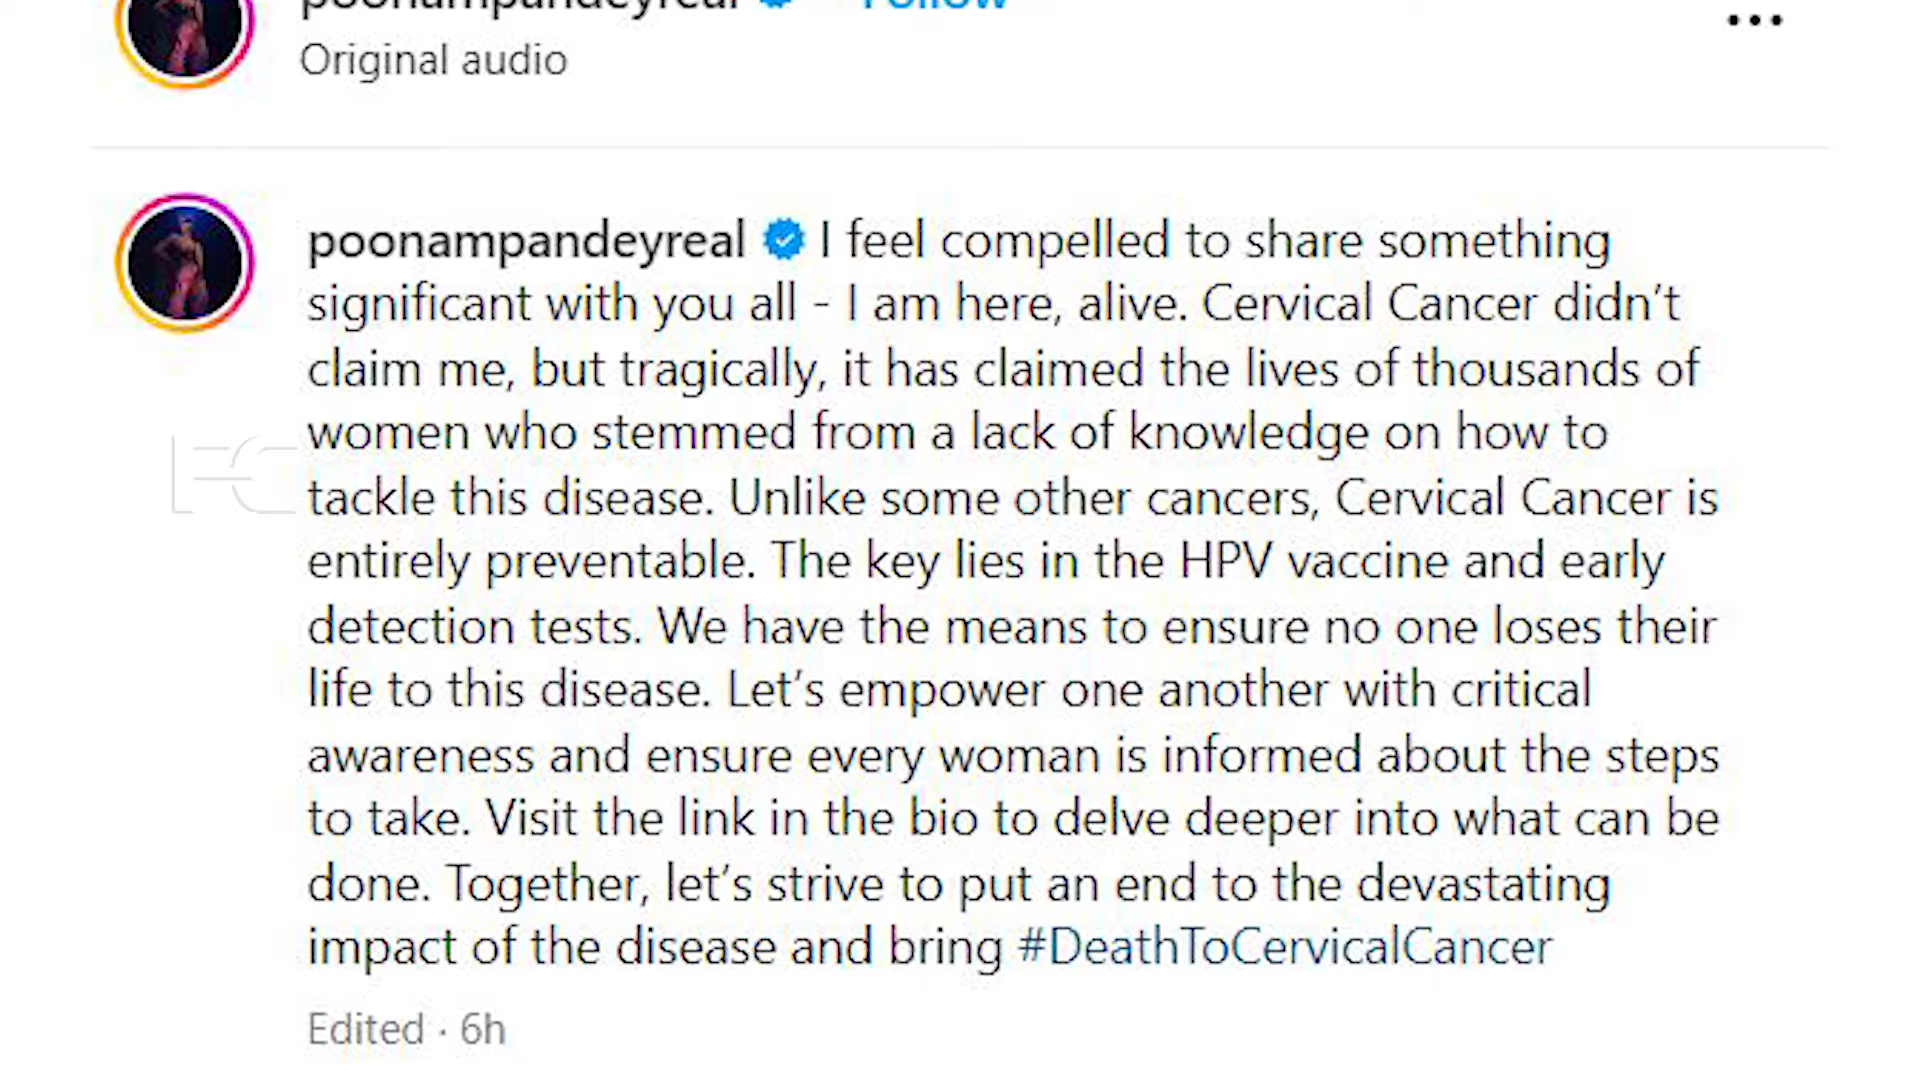 poonampandeyreal Follow
Original audio
poonampandeyreal I feel compelled to share something
significant with you all - I am here, alive. Cervical Cancer didn't
claim me, but tragically, it has claimed the lives of thousands of
women who stemmed from a lack of knowledge on how to
tackle this disease. Unlike some other cancers, Cervical Cancer is
entirely preventable. The key lies in the HPV vaccine and early
detection tests. We have the means to ensure no one loses their
life to this disease. Let's empower one another with critical
awareness and ensure every woman is informed about the steps
to take. Visit the link in the bio to delve deeper into what can be
done. Together, let's strive to put an end to the devastating
impact of the disease and bring #DeathToCervicalCancer
Edited · 6h